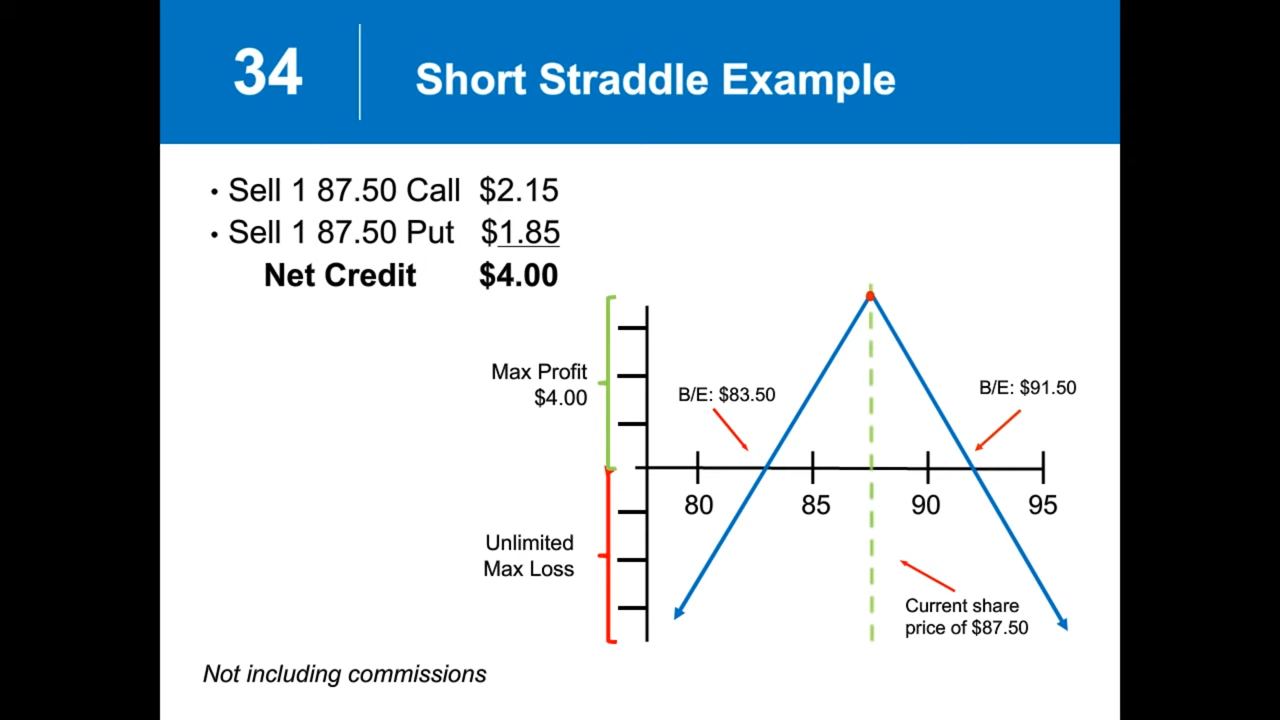 34
Short Straddle Example
• Sell 1 87.50 Call $2.15
• Sell 1 87.50 Put $1.85
Net Credit $4.00
Max Profit
$4.00
B/E: $83.50
B/E: $91.50
80 85 90 95
Unlimited
Max Loss
Current share
price of $87.50
Not including commissions